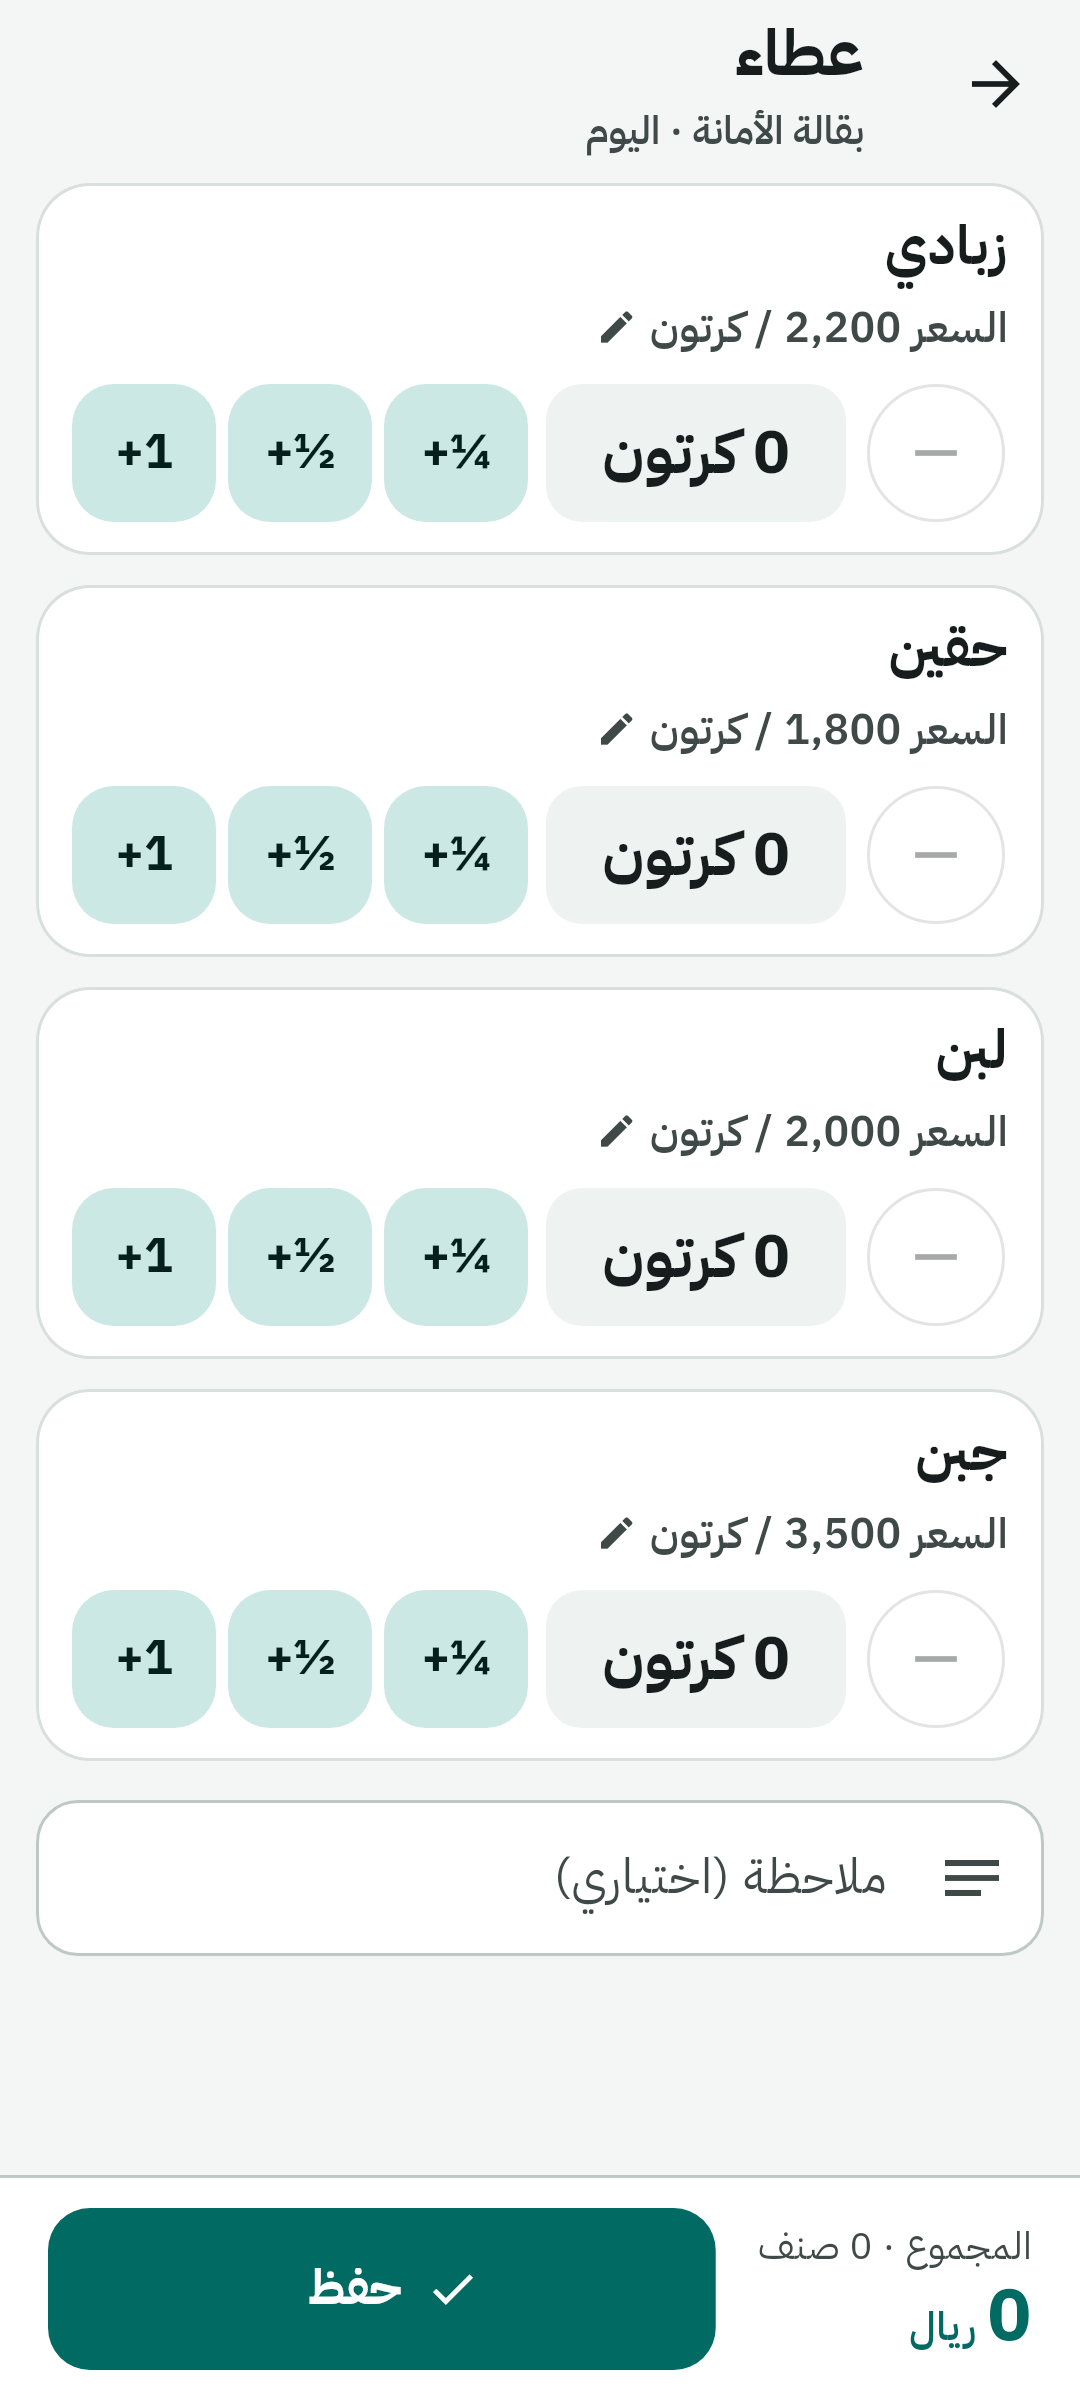 عطاء
بقالة الأمانة · اليوم
زبادي
السعر 2,200 / كرتون
0 كرتون +¼ +½ +1
حقين
السعر 1,800 / كرتون
0 كرتون +¼ +½ +1
لبن
السعر 2,000 / كرتون
0 كرتون +¼ +½ +1
جبن
السعر 3,500 / كرتون
0 كرتون +¼ +½ +1
ملاحظة (اختياري)
المجموع · 0 صنف
0 ريال
حفظ